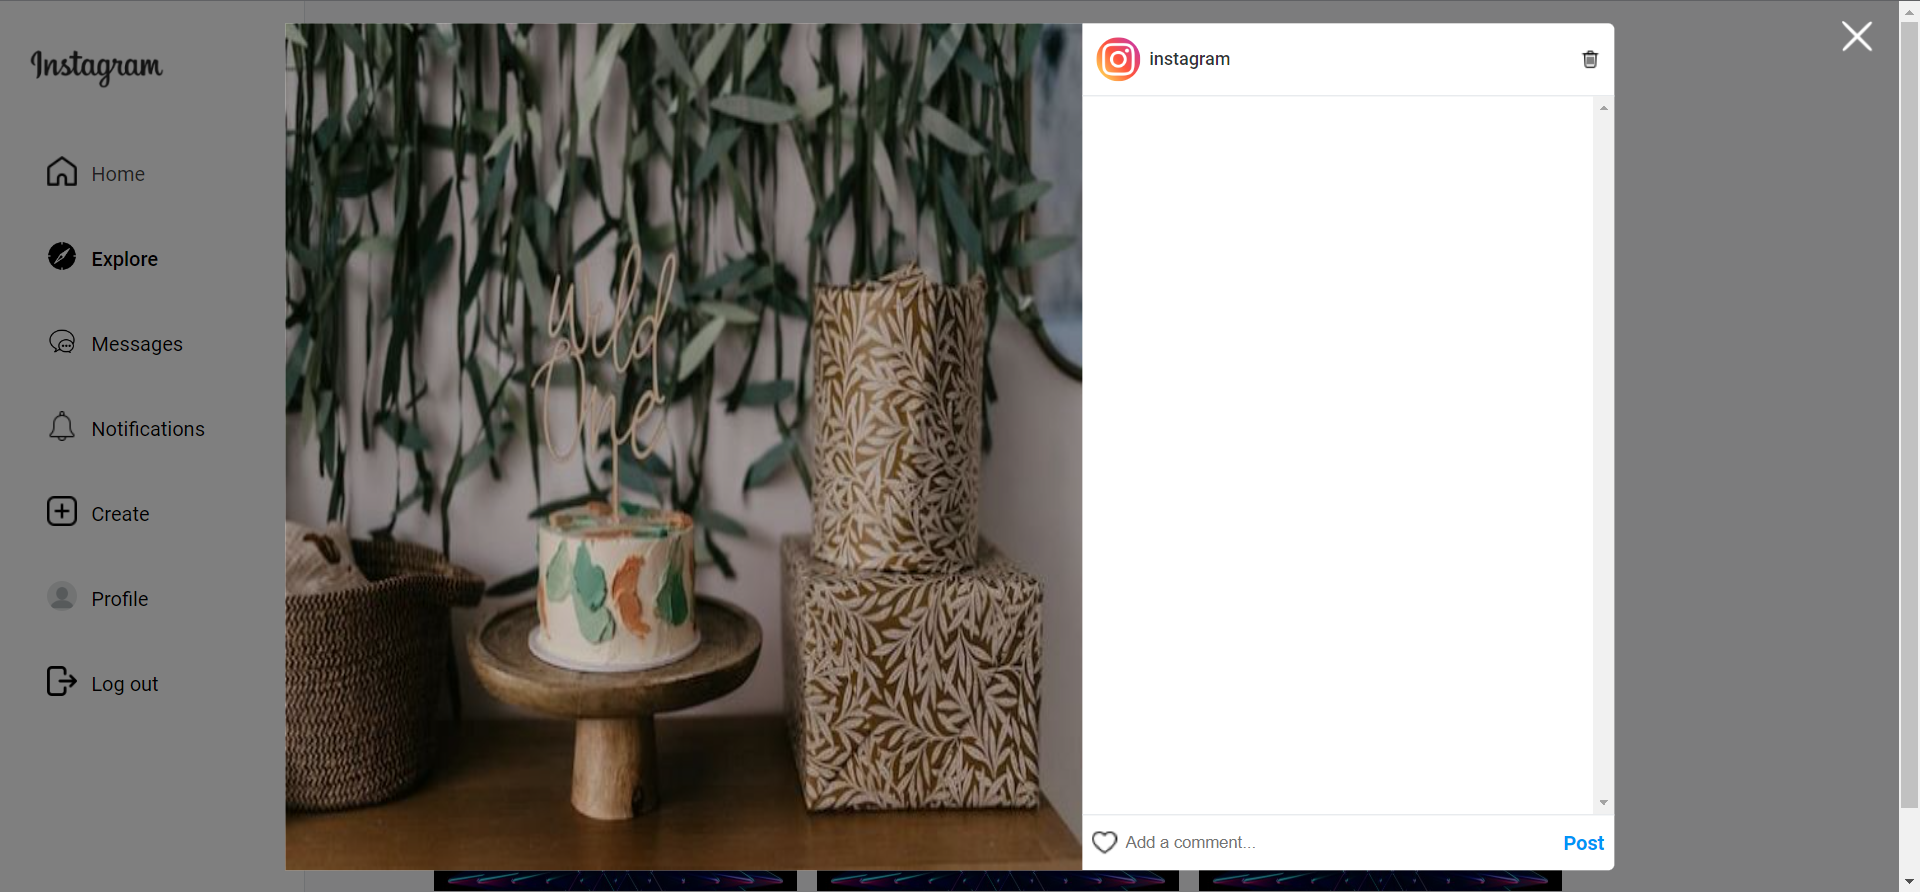 Instagram
Home
Explore
Messages
Notifications
Create
Profile
Log out
Wild
One
instagram
Add a comment...
Post